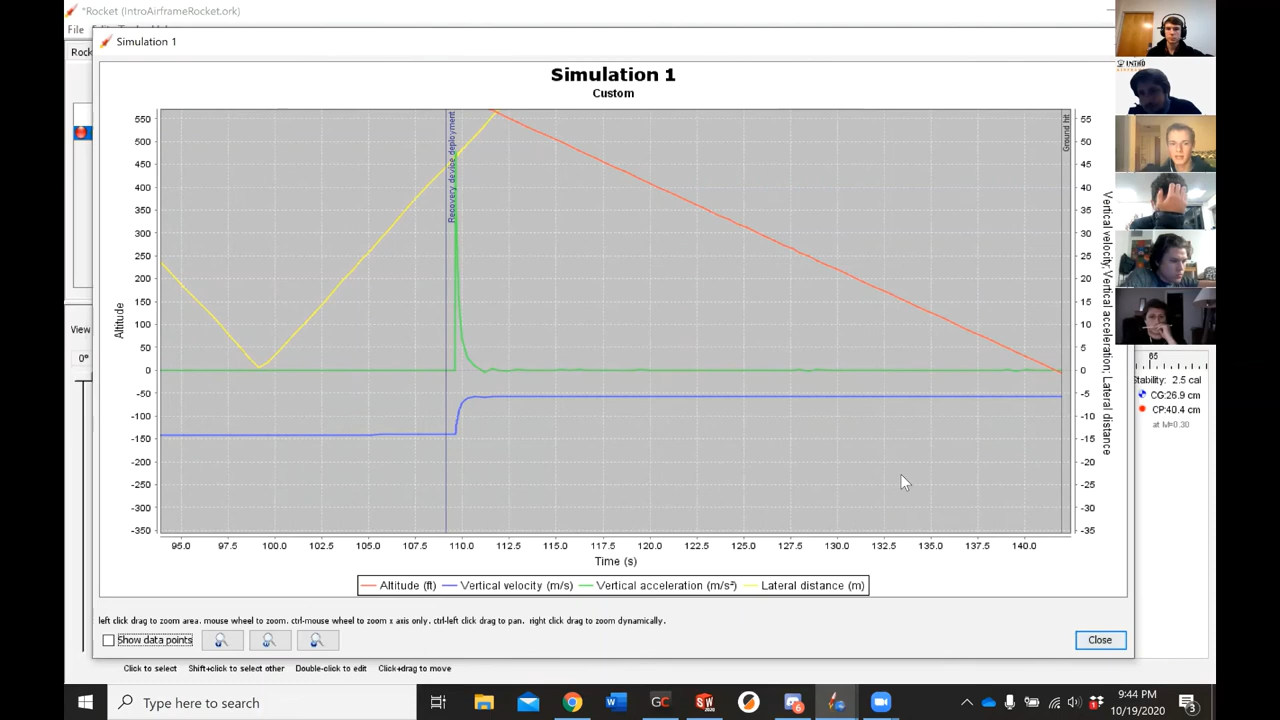 *Rocket (IntroAirframeRocket.ork)
File
Rock
Simulation 1
Simulation 1
Custom
INTRO
550
500
450
400
350
300
250
200
150
100
50
0
-50
-100
-150
-200
-250
-300
-350
Altitude
Recovery device deployment
Ground hit
55
50
45
40
35
30
25
20
15
10
5
0
-5
-10
-15
-20
-25
-30
-35
Vertical velocity; Vertical acceleration; Lateral distance
95.0 97.5 100.0 102.5 105.0 107.5 110.0 112.5 115.0 117.5 120.0 122.5 125.0 127.5 130.0 132.5 135.0 137.5 140.0
Time (s)
Altitude (ft) Vertical velocity (m/s) Vertical acceleration (m/s²) Lateral distance (m)
View
0°
65
Stability: 2.5 cal
CG:26.9 cm
CP:40.4 cm
at M=0.30
left click drag to zoom area. mouse wheel to zoom. ctrl-mouse wheel to zoom x axis only. ctrl-left click drag to pan. right click drag to zoom dynamically.
Show data points
Close
Click to select Shift+click to select other Double-click to edit Click+drag to move
Type here to search
GC
SW
2020
6
9:44 PM
10/19/2020
3